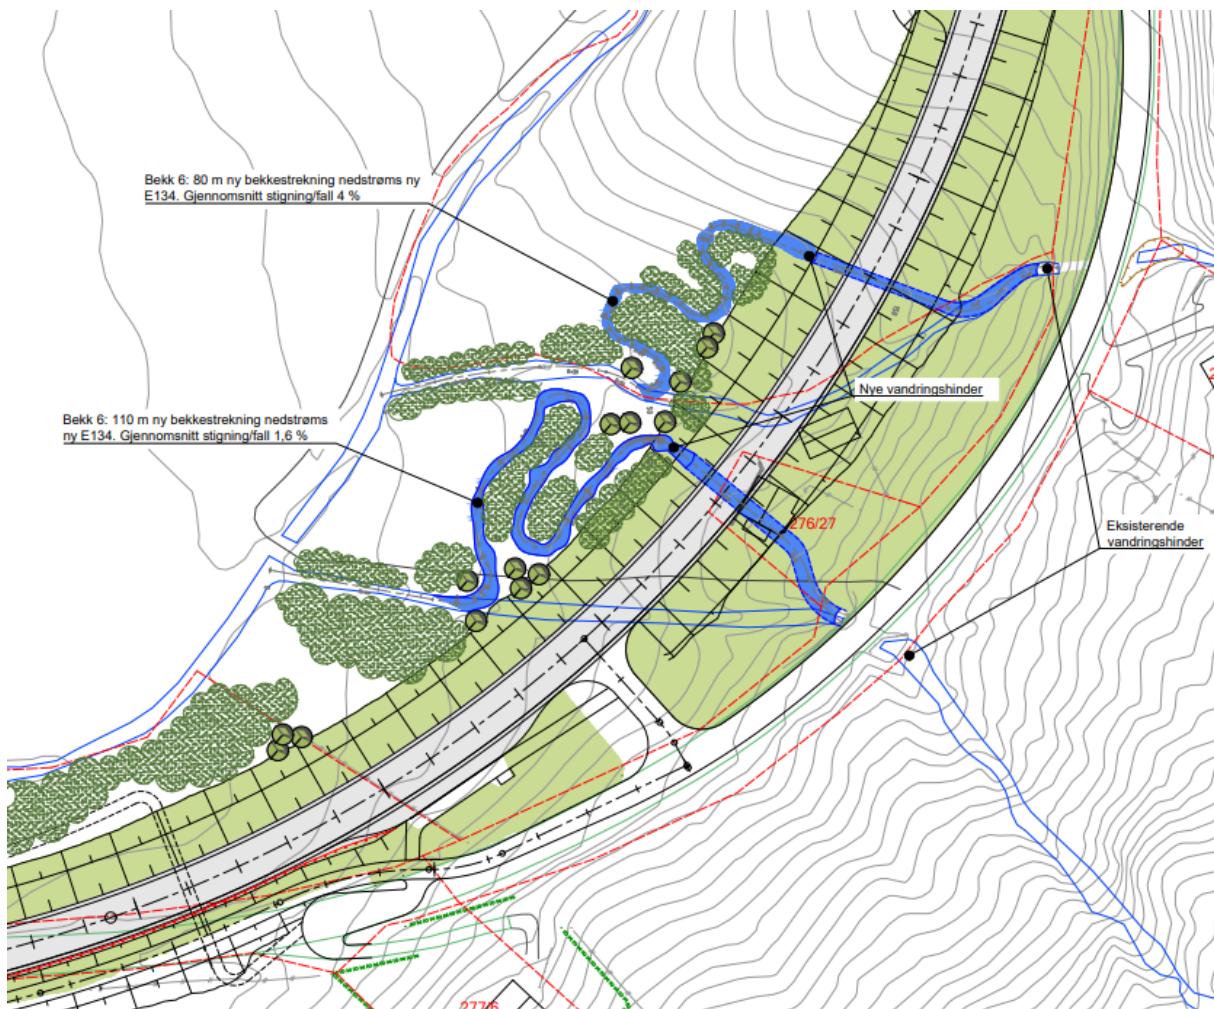 Bekk 6: 80 m ny bekkestrekning nedstrøms ny
E134. Gjennomsnitt stigning/fall 4 %
Nye vandringshinder
Bekk 6: 110 m ny bekkestrekning nedstrøms
ny E134. Gjennomsnitt stigning/fall 1,6 %
276/27
Eksisterende
vandringshinder
277/6